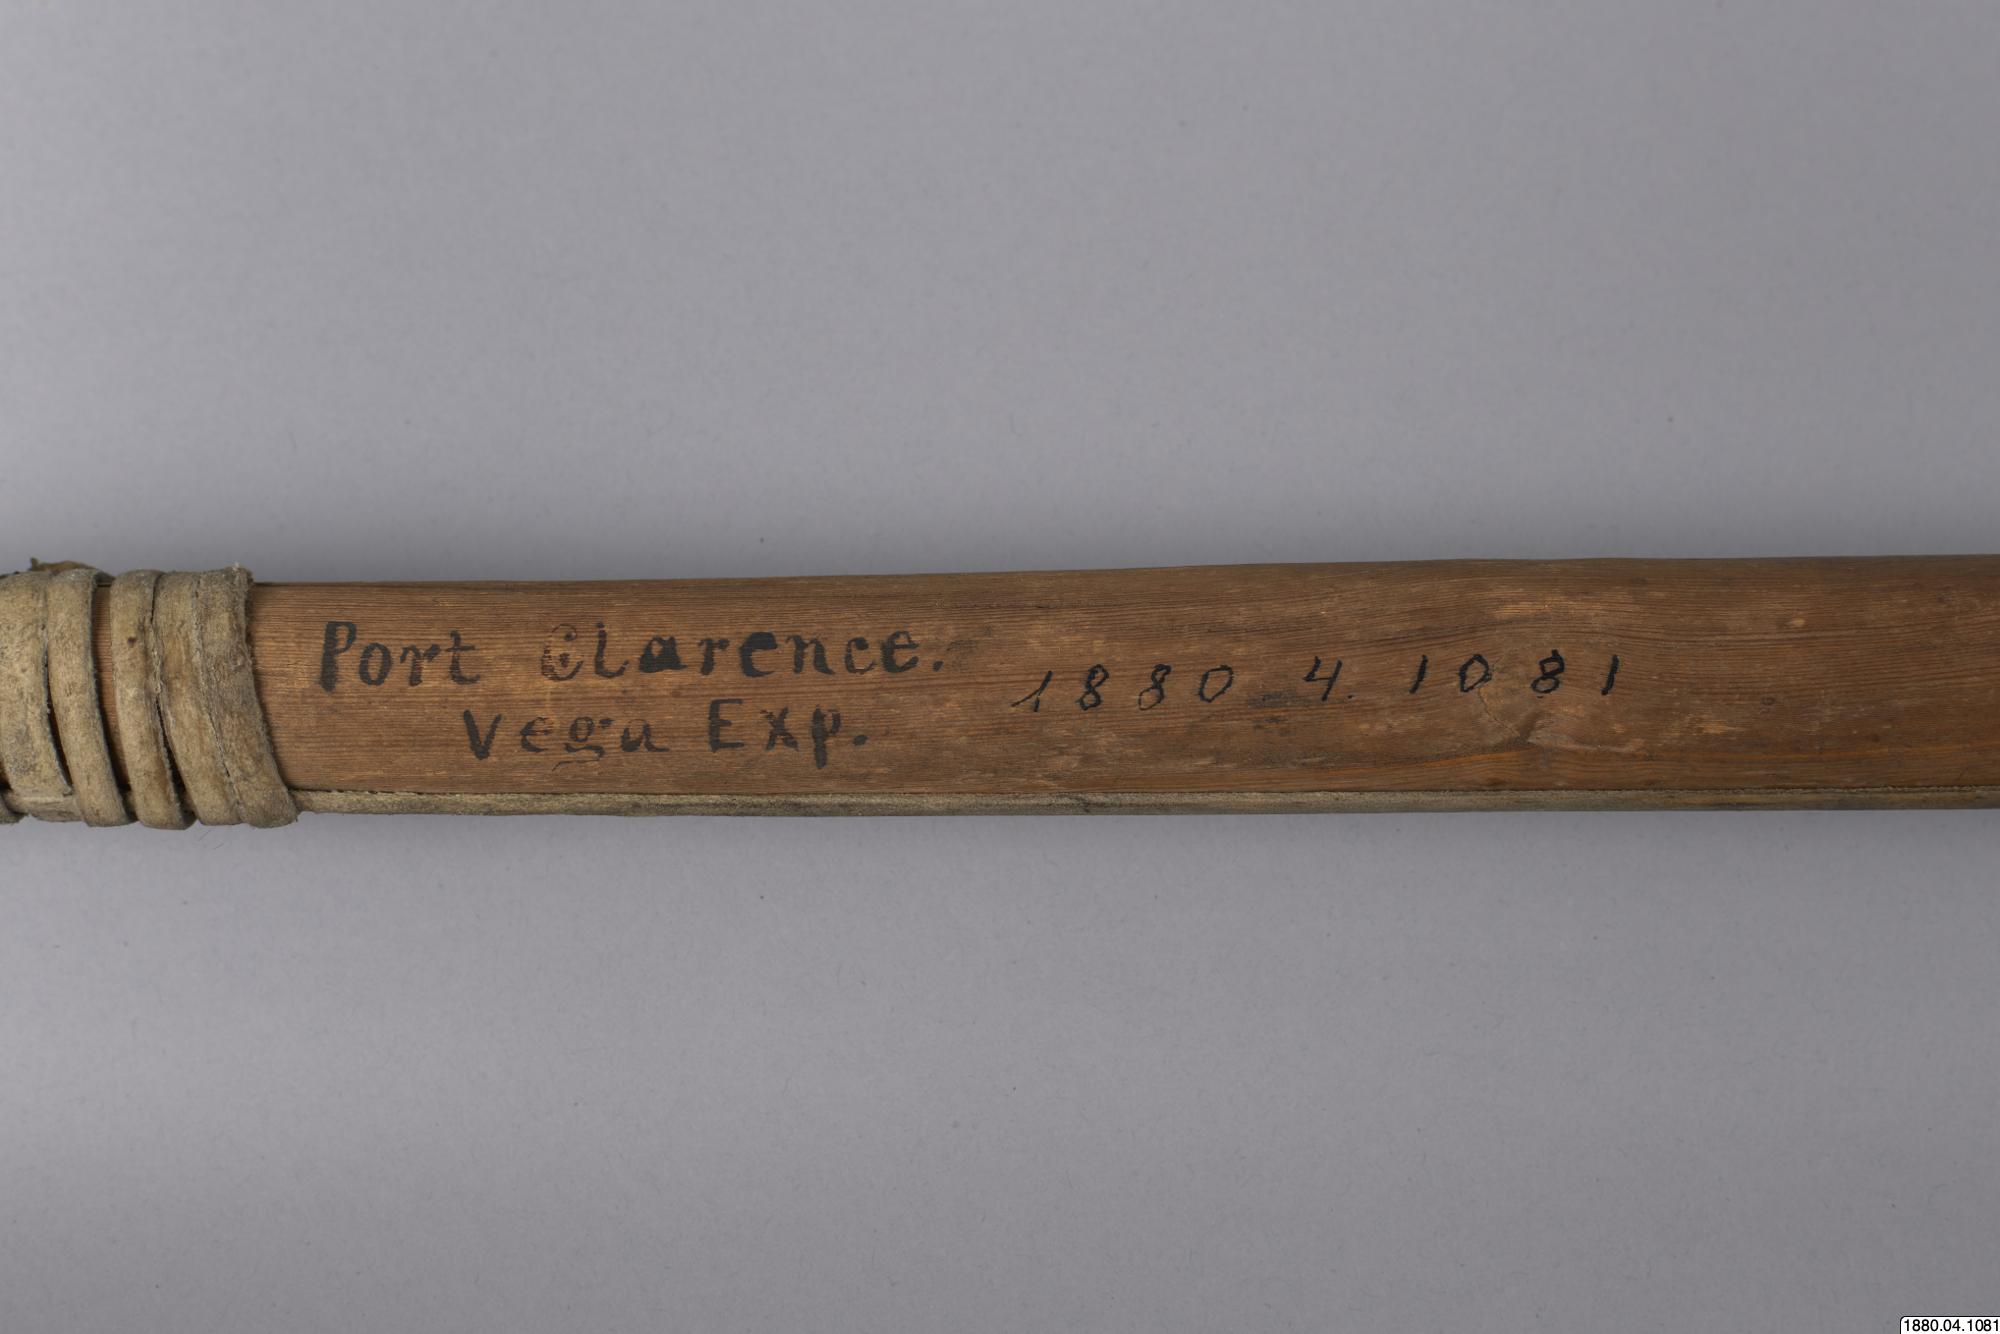 Port Clarence.
Vega Exp.
1880 4. 1081
1880.04.1081